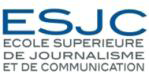 ESJC
ECOLE SUPERIEURE
DE JOURNALISME
ET DE COMMUNICATION